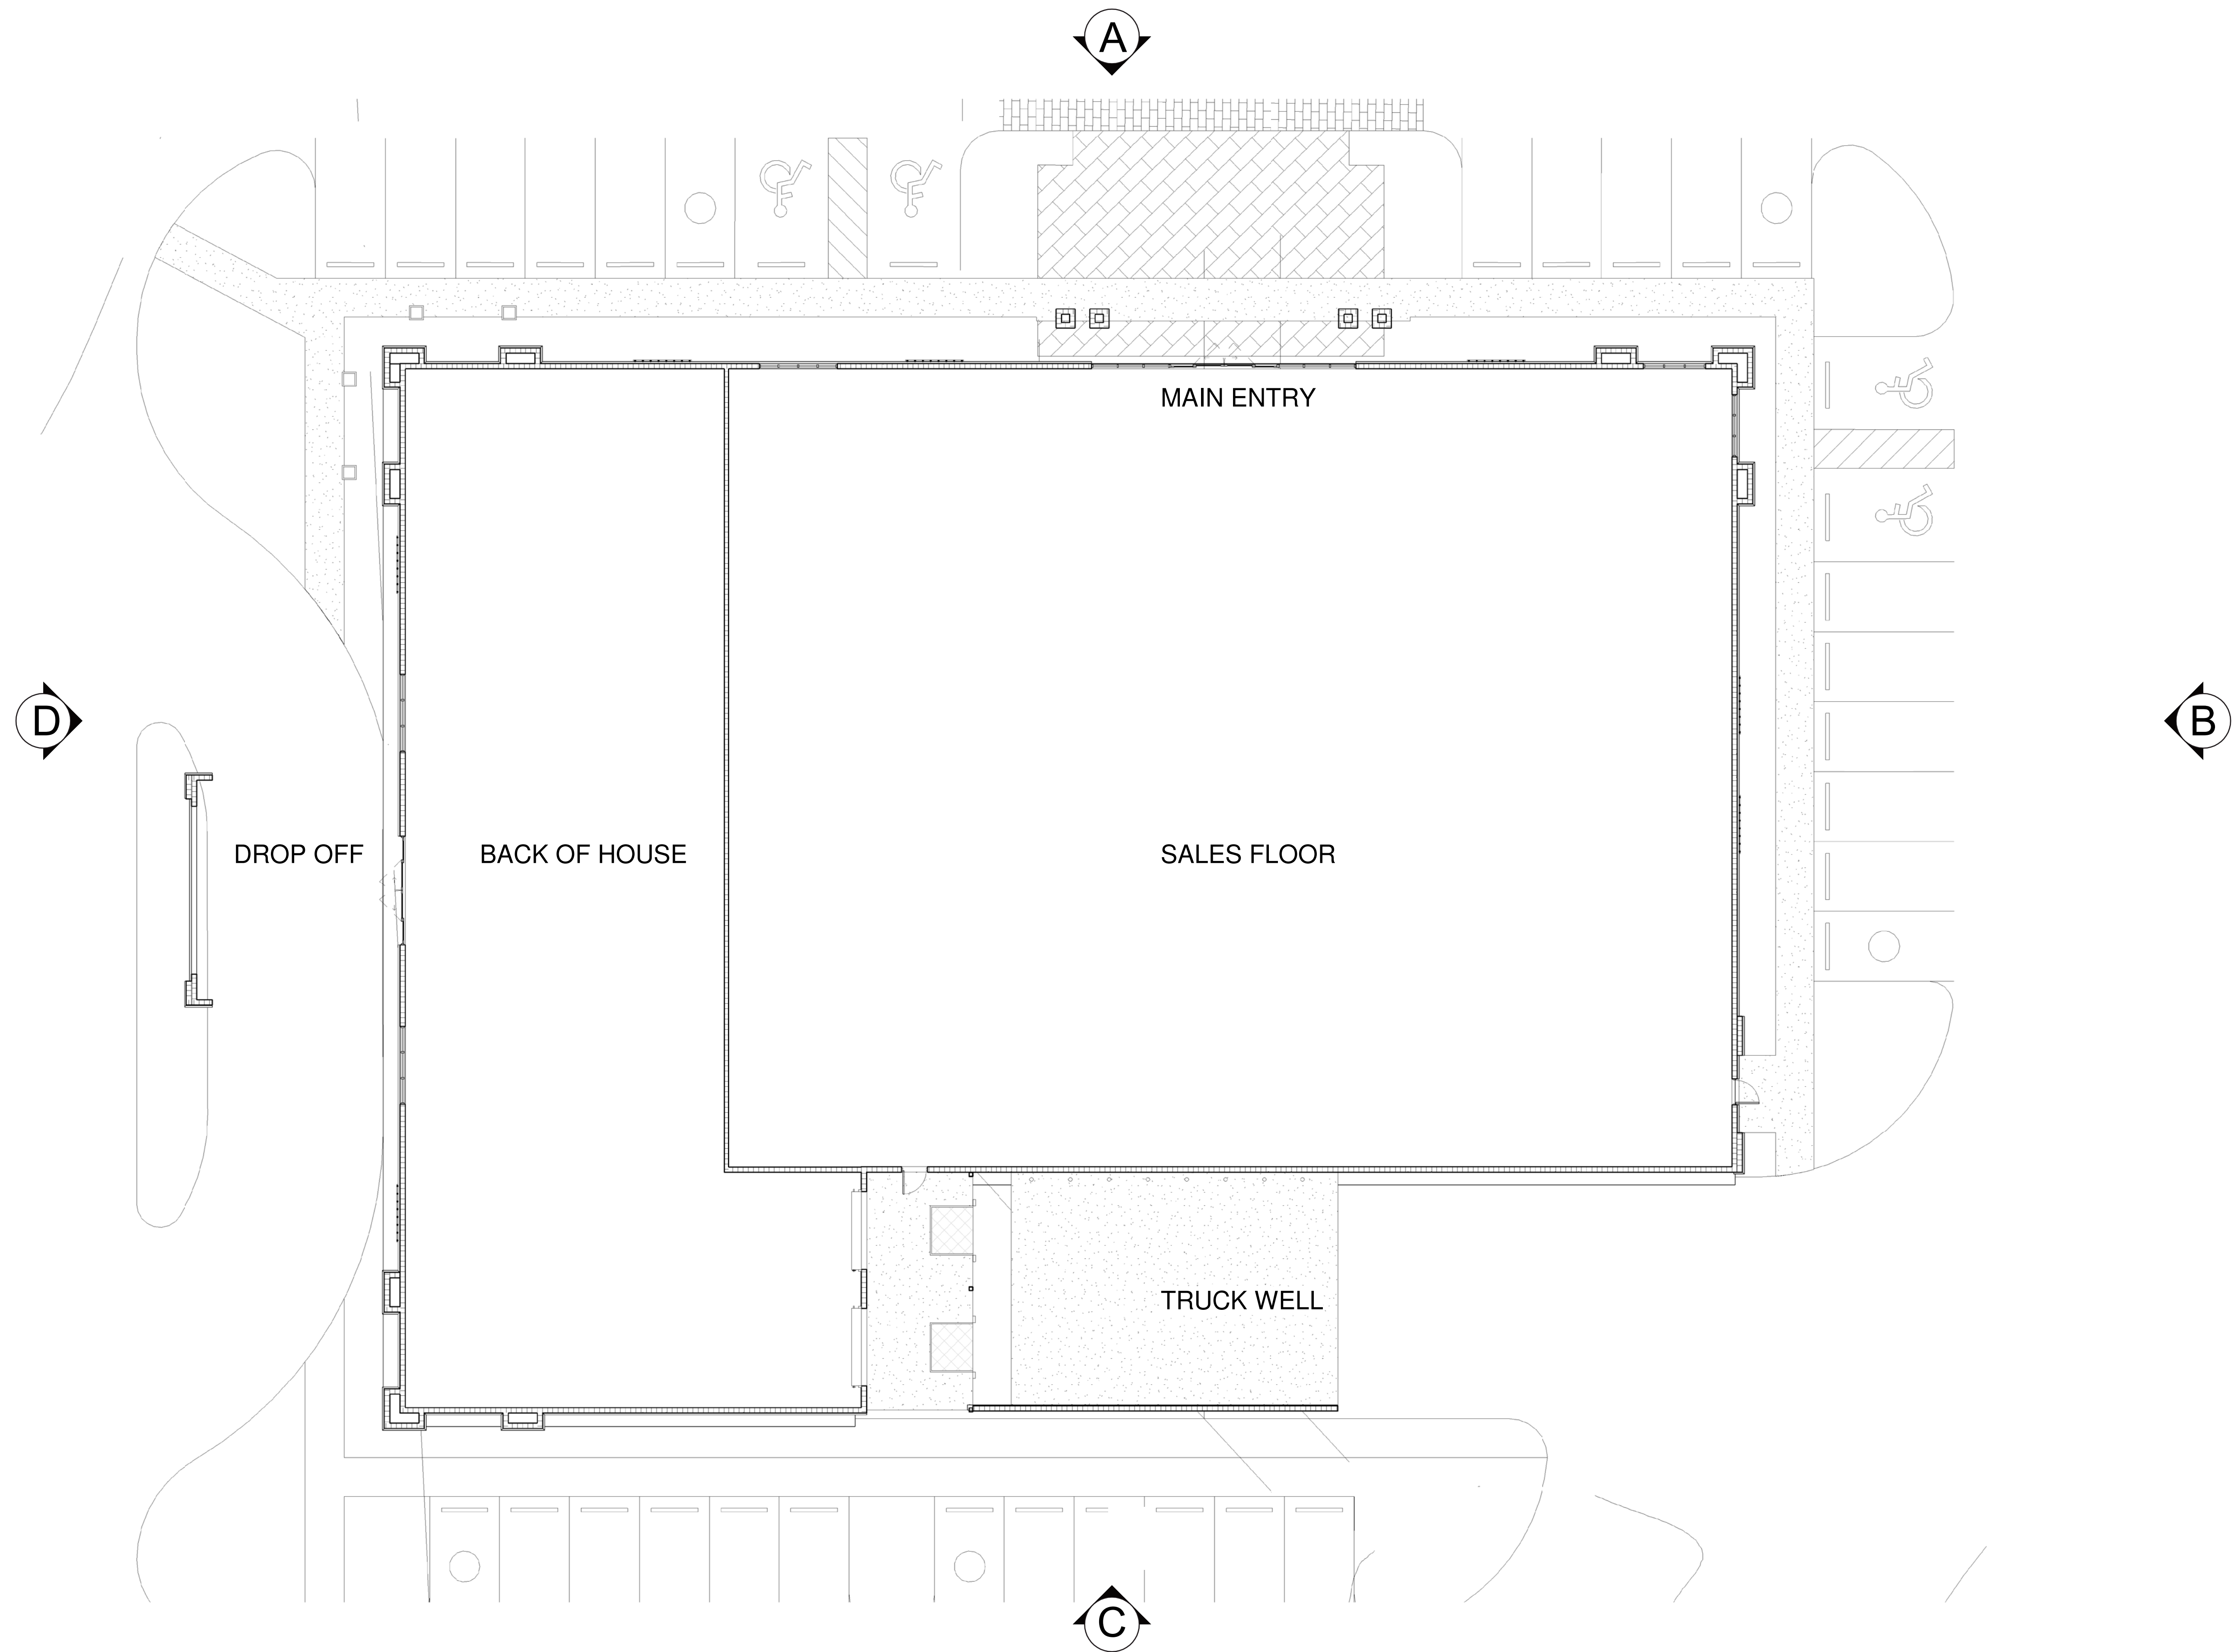 A
MAIN ENTRY
D
B
DROP OFF
BACK OF HOUSE
SALES FLOOR
TRUCK WELL
C